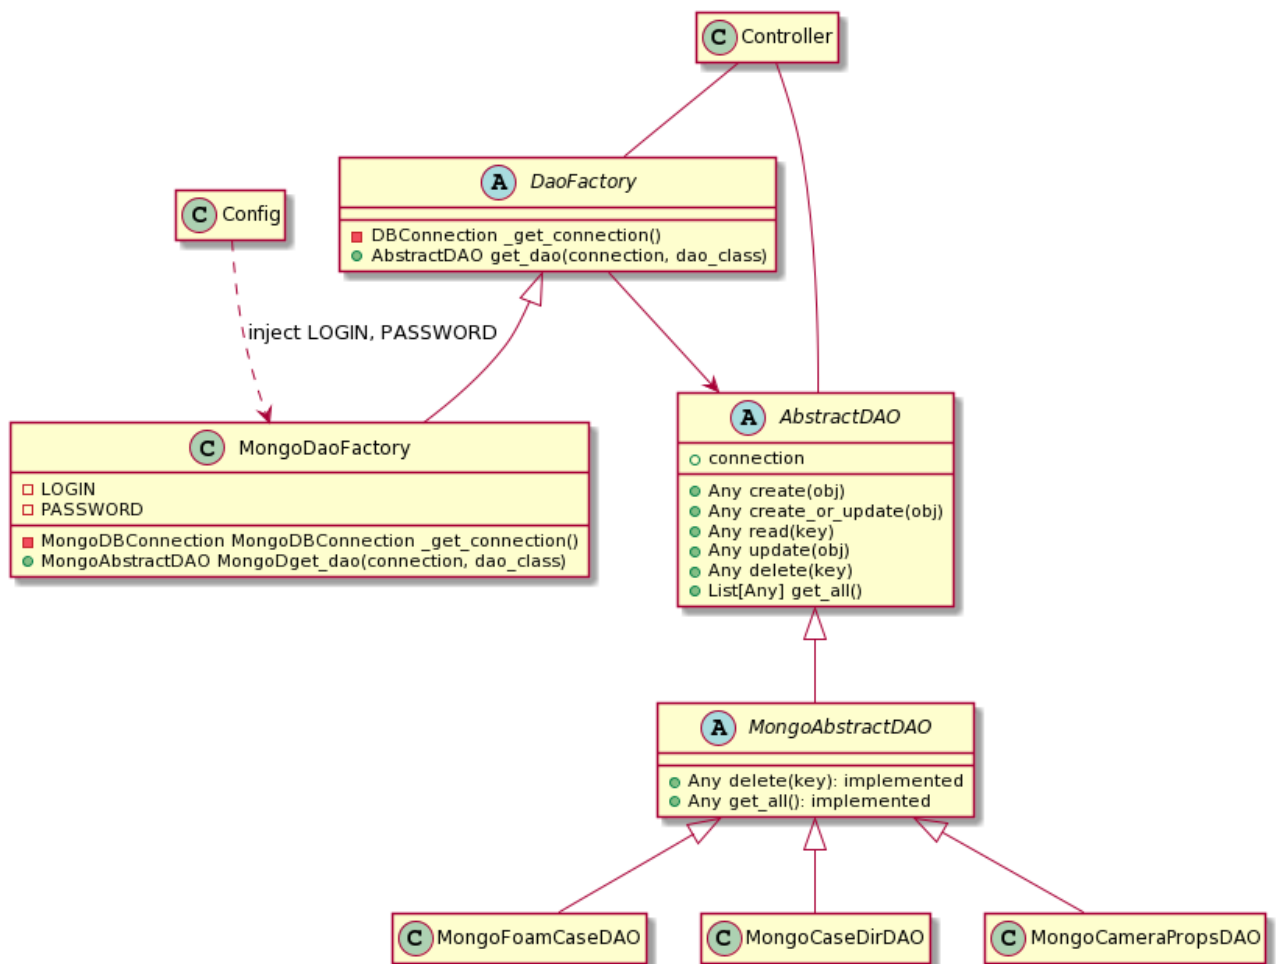 C Controller
A DaoFactory
DBConnection _get_connection()
AbstractDAO get_dao(connection, dao_class)
C Config
inject LOGIN, PASSWORD
C MongoDaoFactory
LOGIN
PASSWORD
MongoDBConnection MongoDBConnection _get_connection()
MongoAbstractDAO MongoDget_dao(connection, dao_class)
A AbstractDAO
connection
Any create(obj)
Any create_or_update(obj)
Any read(key)
Any update(obj)
Any delete(key)
List[Any] get_all()
A MongoAbstractDAO
Any delete(key): implemented
Any get_all(): implemented
C MongoFoamCaseDAO
C MongoCaseDirDAO
C MongoCameraPropsDAO